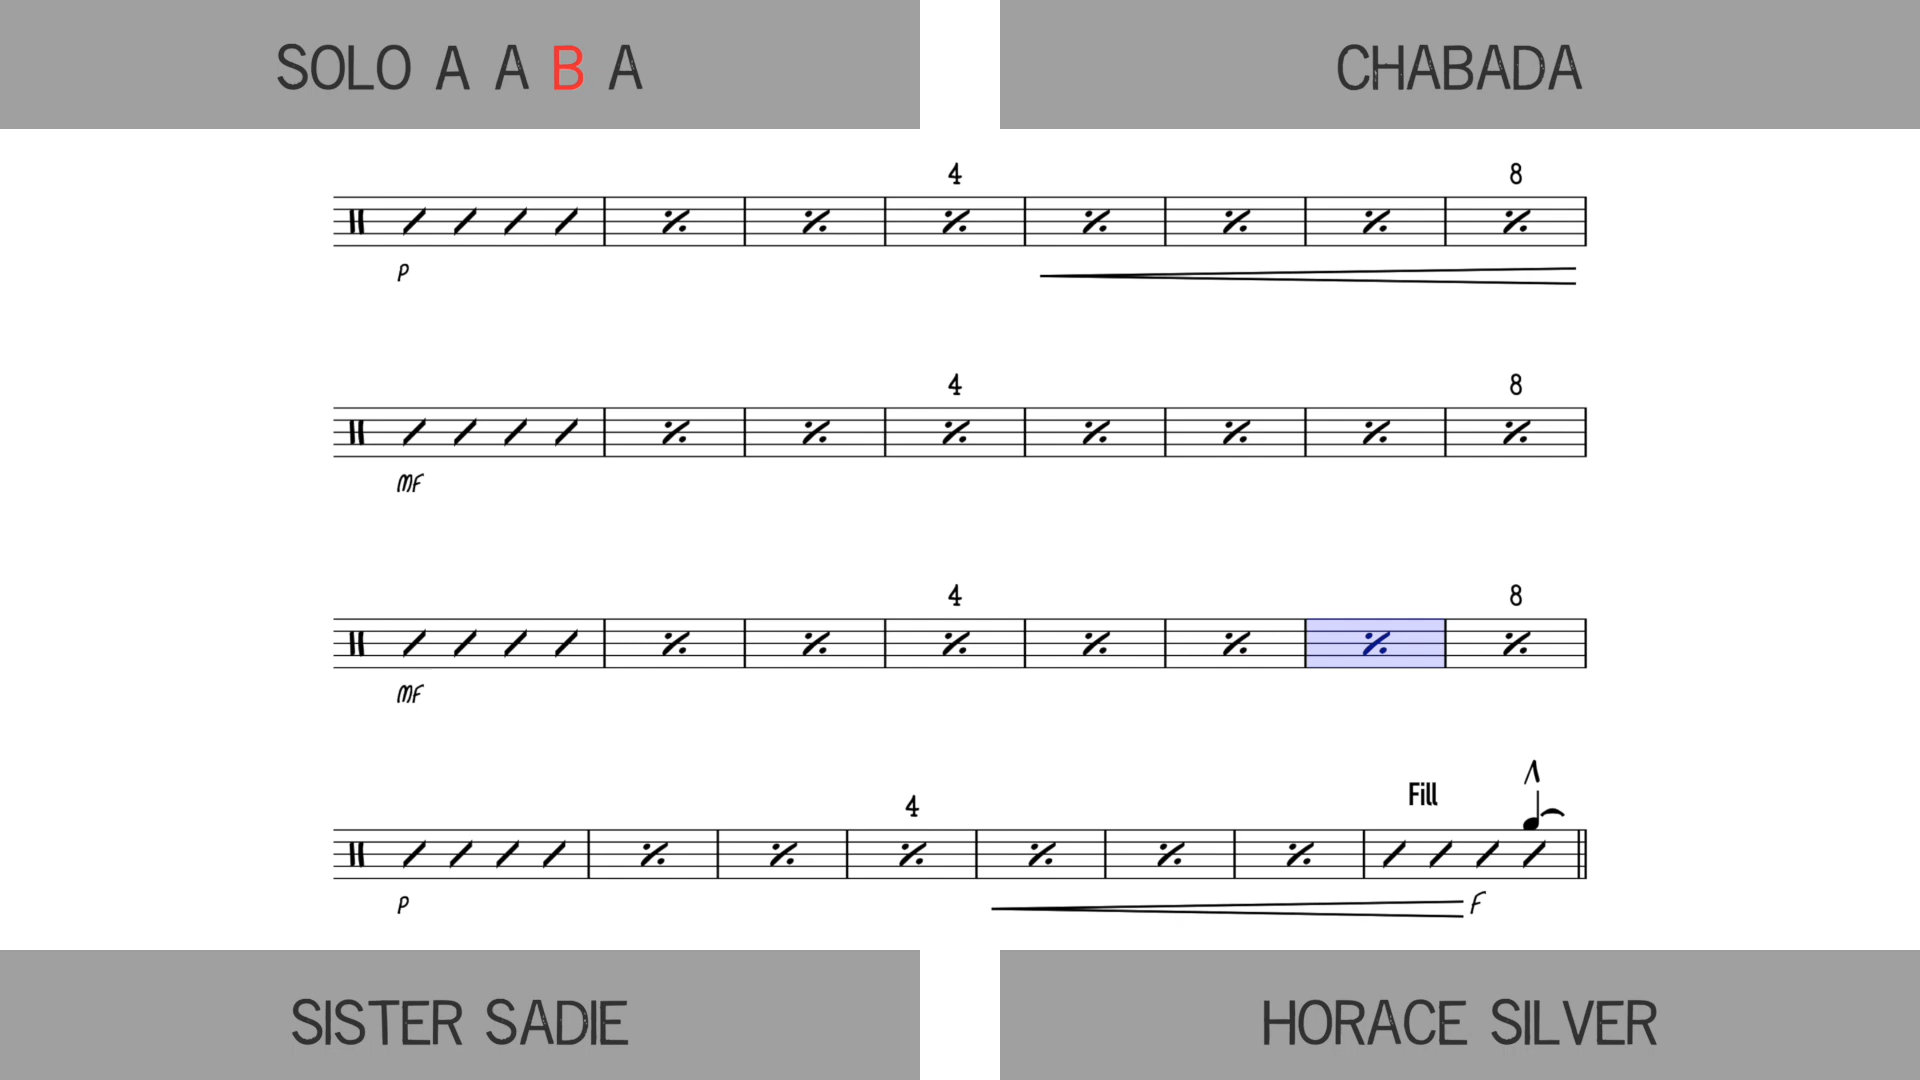 SOLO A A B A
CHABADA
4 8
p
4 8
MF
4 8
MF
4 Fill
p F
SISTER SADIE
HORACE SILVER